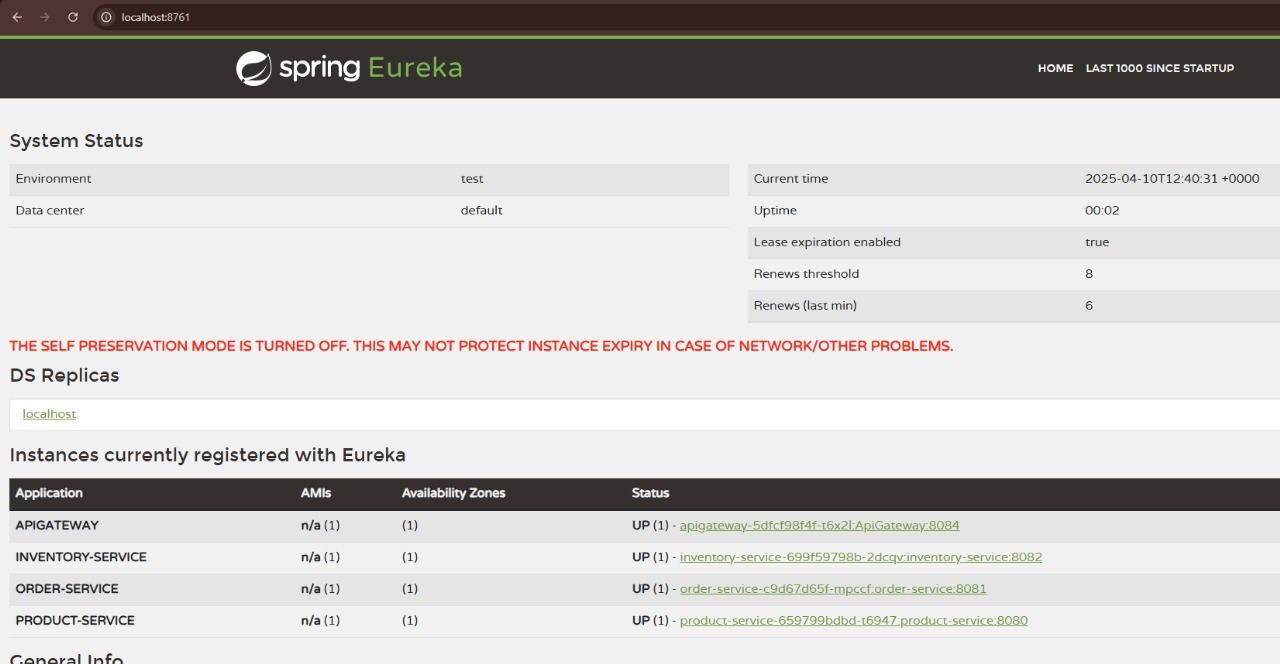 localhost:8761
spring Eureka
HOME LAST 1000 SINCE STARTUP
System Status
Environment test
Data center default
Current time 2025-04-10T12:40:31 +0000
Uptime 00:02
Lease expiration enabled true
Renews threshold 8
Renews (last min) 6
THE SELF PRESERVATION MODE IS TURNED OFF. THIS MAY NOT PROTECT INSTANCE EXPIRY IN CASE OF NETWORK/OTHER PROBLEMS.
DS Replicas
localhost
Instances currently registered with Eureka
Application AMIs Availability Zones Status
APIGATEWAY n/a (1) (1) UP (1) - apigateway-5dfcf98f4f-t6x2l:ApiGateway:8084
INVENTORY-SERVICE n/a (1) (1) UP (1) - inventory-service-699f59798b-2dcqv:inventory-service:8082
ORDER-SERVICE n/a (1) (1) UP (1) - order-service-c9d67d65f-mpccf:order-service:8081
PRODUCT-SERVICE n/a (1) (1) UP (1) - product-service-659799bdbd-t6947:product-service:8080
General Info